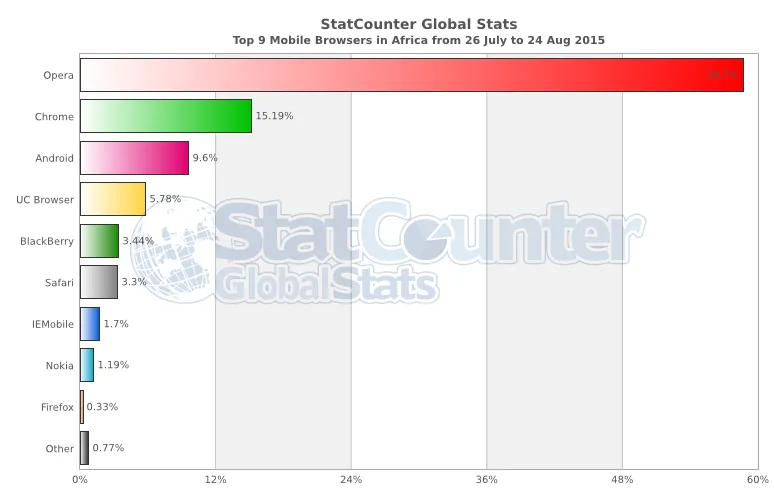 StatCounter Global Stats
Top 9 Mobile Browsers in Africa from 26 July to 24 Aug 2015
Opera
Chrome 15.19%
Android 9.6%
UC Browser 5.78%
BlackBerry 3.44%
Safari 3.3%
IEMobile 1.7%
Nokia 1.19%
Firefox 0.33%
Other 0.77%
StatCounter
GlobalStats
0% 12% 24% 36% 48% 60%